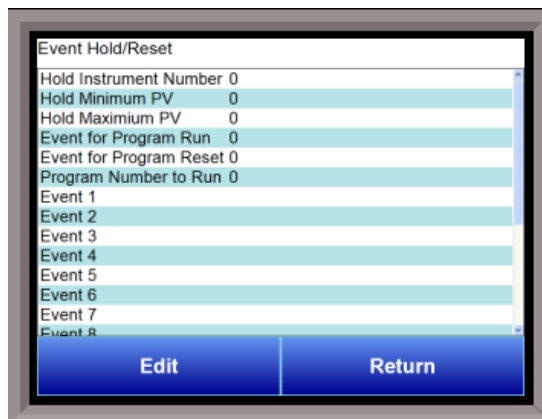 Event Hold/Reset
Hold Instrument Number 0
Hold Minimum PV 0
Hold Maximium PV 0
Event for Program Run 0
Event for Program Reset 0
Program Number to Run 0
Event 1
Event 2
Event 3
Event 4
Event 5
Event 6
Event 7
Event 8
Edit Return